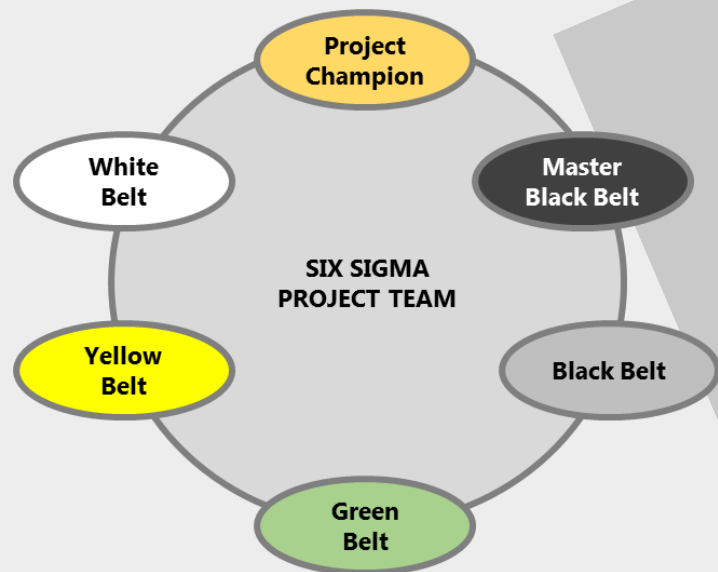 Project
Champion
White
Belt
Master
Black Belt
SIX SIGMA
PROJECT TEAM
Yellow
Belt
Black Belt
Green
Belt